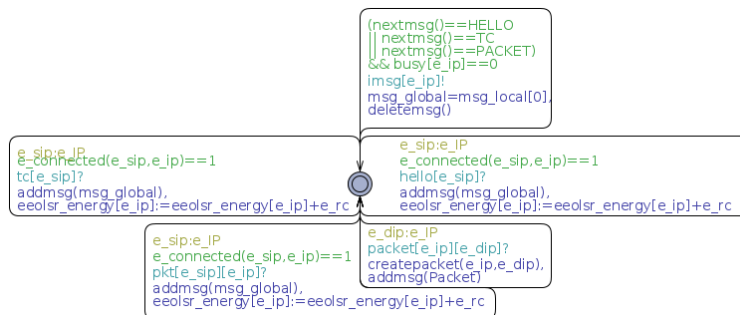 (nextmsg()==HELLO
|| nextmsg()==TC
|| nextmsg()==PACKET)
&& busy[e_ip]==0
imsg[e_ip]!
msg_global=msg_local[0],
deletemsg()
e_sip:e_IP
e_connected(e_sip,e_ip)==1
tc[e_sip]?
addmsg(msg_global),
eeolsr_energy[e_ip]:=eeolsr_energy[e_ip]+e_rc
e_sip:e_IP
e_connected(e_sip,e_ip)==1
hello[e_sip]?
addmsg(msg_global),
eeolsr_energy[e_ip]:=eeolsr_energy[e_ip]+e_rc
e_sip:e_IP
e_connected(e_sip,e_ip)==1
pkt[e_sip][e_ip]?
addmsg(msg_global),
eeolsr_energy[e_ip]:=eeolsr_energy[e_ip]+e_rc
e_dip:e_IP
packet[e_ip][e_dip]?
createpacket(e_ip,e_dip),
addmsg(Packet)